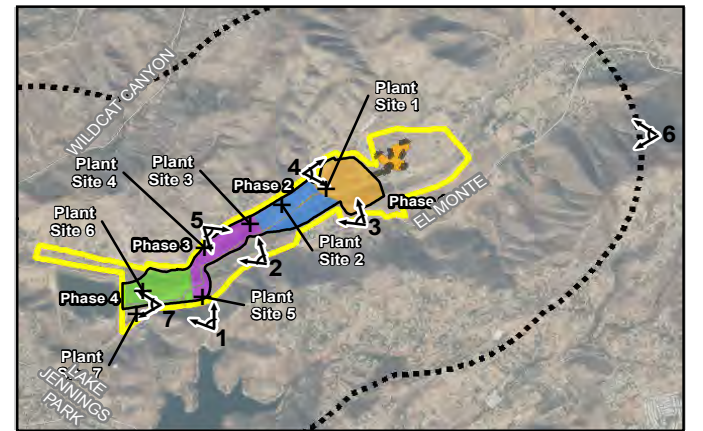 WILDCAT CANYON
Plant
Site 1
6
Plant
Site 3
4
Plant
Site 4
Phase 2
Phase
EL MONTE
Plant
Site 6
5
3
Phase 3
Plant
Site 2
2
Phase 4
Plant
Site 5
7
1
Plant
7
LAKE
JENNINGS
PARK